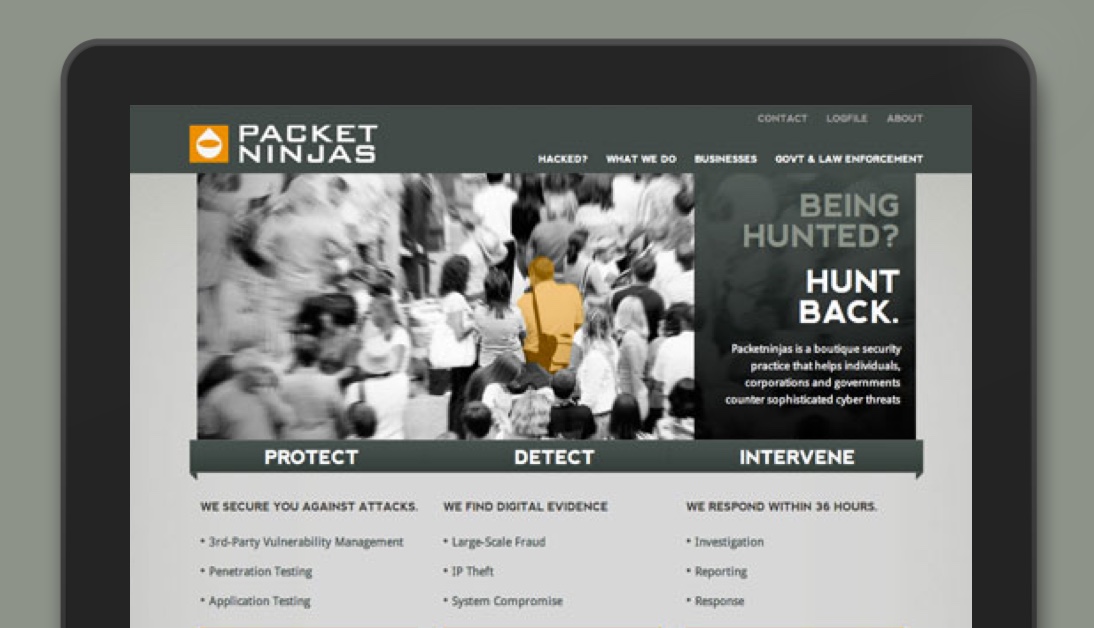 PACKET
NINJAS
CONTACT LOGFILE ABOUT
HACKED? WHAT WE DO BUSINESSES GOVT & LAW ENFORCEMENT
BEING
HUNTED?
HUNT
BACK.
Packetninjas is a boutique security
practice that helps individuals,
corporations and governments
counter sophisticated cyber threats
PROTECT DETECT INTERVENE
WE SECURE YOU AGAINST ATTACKS. WE FIND DIGITAL EVIDENCE WE RESPOND WITHIN 36 HOURS.
• 3rd-Party Vulnerability Management • Large-Scale Fraud • Investigation
• Penetration Testing • IP Theft • Reporting
• Application Testing • System Compromise • Response